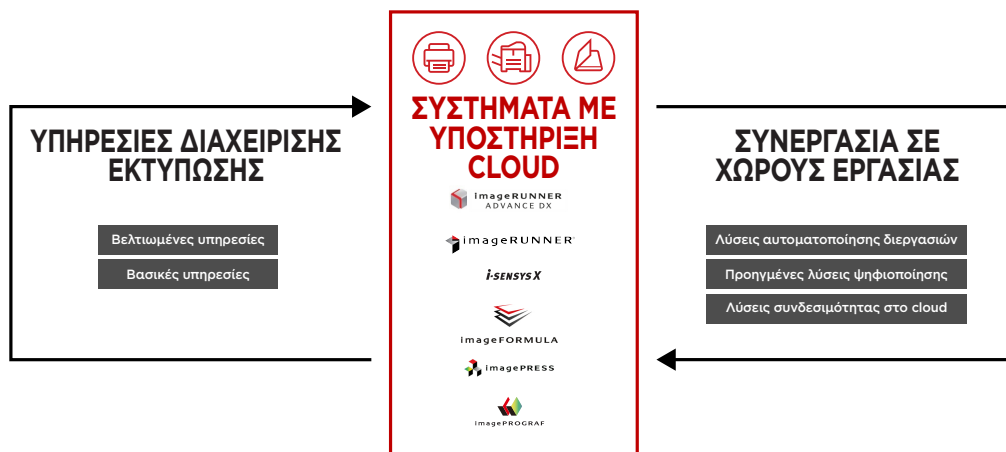 ΥΠΗΡΕΣΙΕΣ ΔΙΑΧΕΙΡΙΣΗΣ
ΕΚΤΥΠΩΣΗΣ
Βελτιωμένες υπηρεσίες
Βασικές υπηρεσίες
ΣΥΣΤΗΜΑΤΑ ΜΕ
ΥΠΟΣΤΗΡΙΞΗ
CLOUD
imageRUNNER
ADVANCE DX
imageRUNNER
i-SENSYS X
imageFORMULA
imagePRESS
imagePROGRAF
ΣΥΝΕΡΓΑΣΙΑ ΣΕ
ΧΩΡΟΥΣ ΕΡΓΑΣΙΑΣ
Λύσεις αυτοματοποίησης διεργασιών
Προηγμένες λύσεις ψηφιοποίησης
Λύσεις συνδεσιμότητας στο cloud